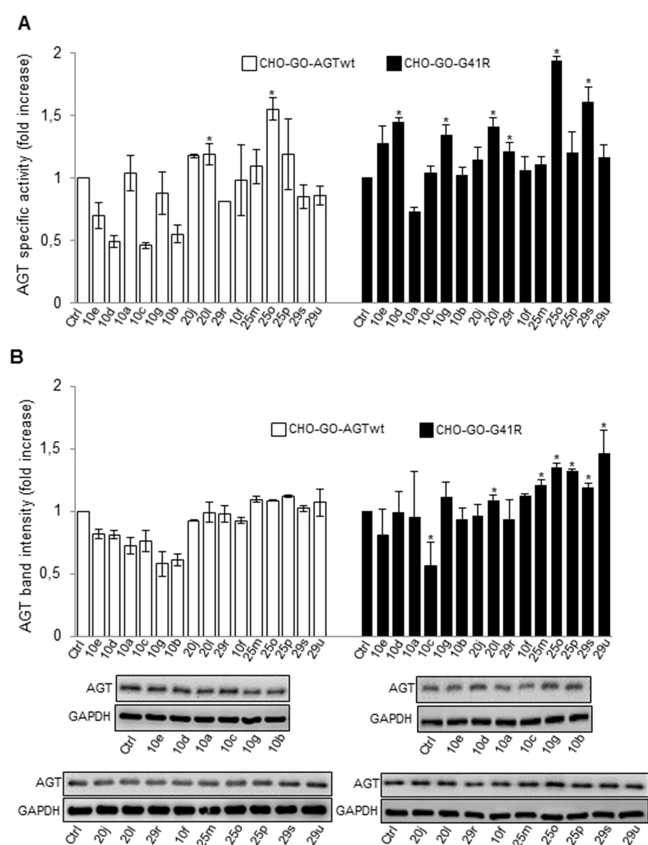 A
AGT specific activity (fold increase)
2
1,5
1
0,5
0
CHO-GO-AGTwt
CHO-GO-G41R
* * * * * * * *
Ctrl 10e 10d 10a 10c 10g 10b 20j 20l 29r 10f 25m 25o 25p 29s 29u
Ctrl 10e 10d 10a 10c 10g 10b 20j 20l 29r 10f 25m 25o 25p 29s 29u
B
AGT band intensity (fold increase)
2
1,5
1
0,5
0
CHO-GO-AGTwt
CHO-GO-G41R
* * * * * * *
Ctrl 10e 10d 10a 10c 10g 10b 20j 20l 29r 10f 25m 25o 25p 29s 29u
Ctrl 10e 10d 10a 10c 10g 10b 20j 20l 29r 10f 25m 25o 25p 29s 29u
AGT
GAPDH
Ctrl 10e 10d 10a 10c 10g 10b
AGT
GAPDH
Ctrl 10e 10d 10a 10c 10g 10b
AGT
GAPDH
Ctrl 20j 20l 29r 10f 25m 25o 25p 29s 29u
AGT
GAPDH
Ctrl 20j 20l 29r 10f 25m 25o 25p 29s 29u